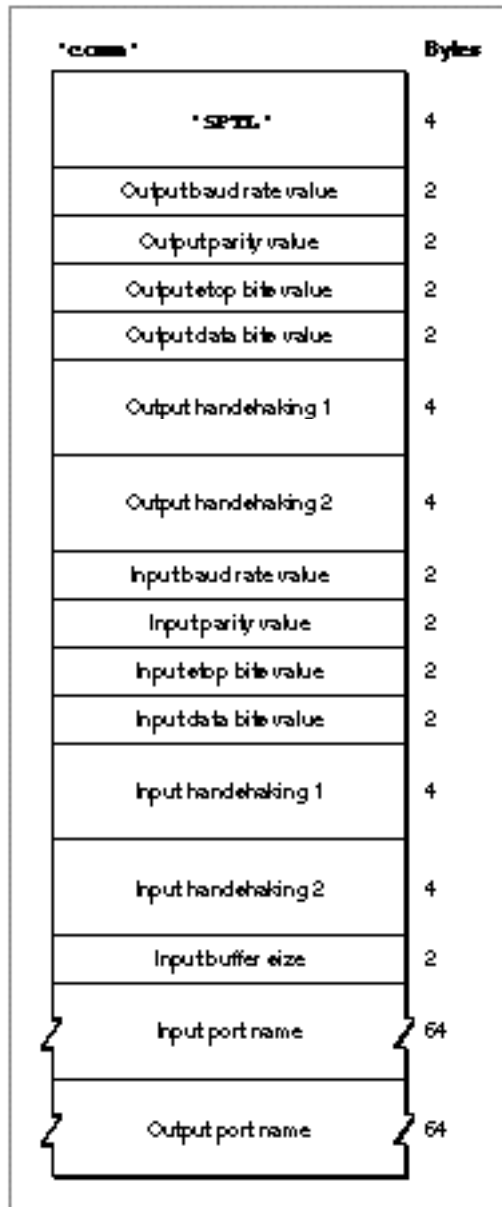 'comm' Bytes
'SPTL' 4
Output baud rate value 2
Output parity value 2
Output stop bits value 2
Output data bits value 2
Output handshaking 1 4
Output handshaking 2 4
Input baud rate value 2
Input parity value 2
Input stop bits value 2
Input data bits value 2
Input handshaking 1 4
Input handshaking 2 4
Input buffer size 2
Input port name 64
Output port name 64